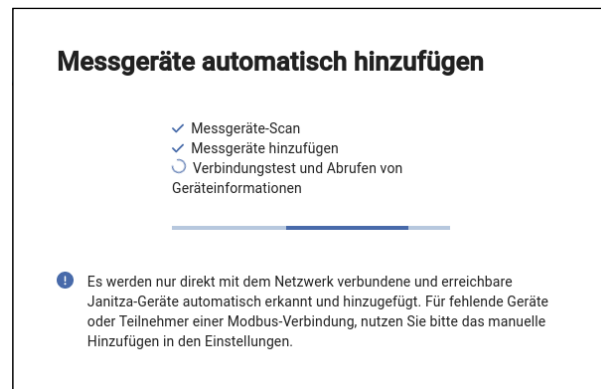 Messgeräte automatisch hinzufügen
Messgeräte-Scan
Messgeräte hinzufügen
Verbindungstest und Abrufen von
Geräteinformationen
Es werden nur direkt mit dem Netzwerk verbundene und erreichbare
Janitza-Geräte automatisch erkannt und hinzugefügt. Für fehlende Geräte
oder Teilnehmer einer Modbus-Verbindung, nutzen Sie bitte das manuelle
Hinzufügen in den Einstellungen.